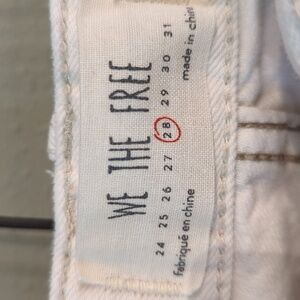 WE THE FREE
24 25 26 27 28 29 30 31
fabriqué en chine made in china